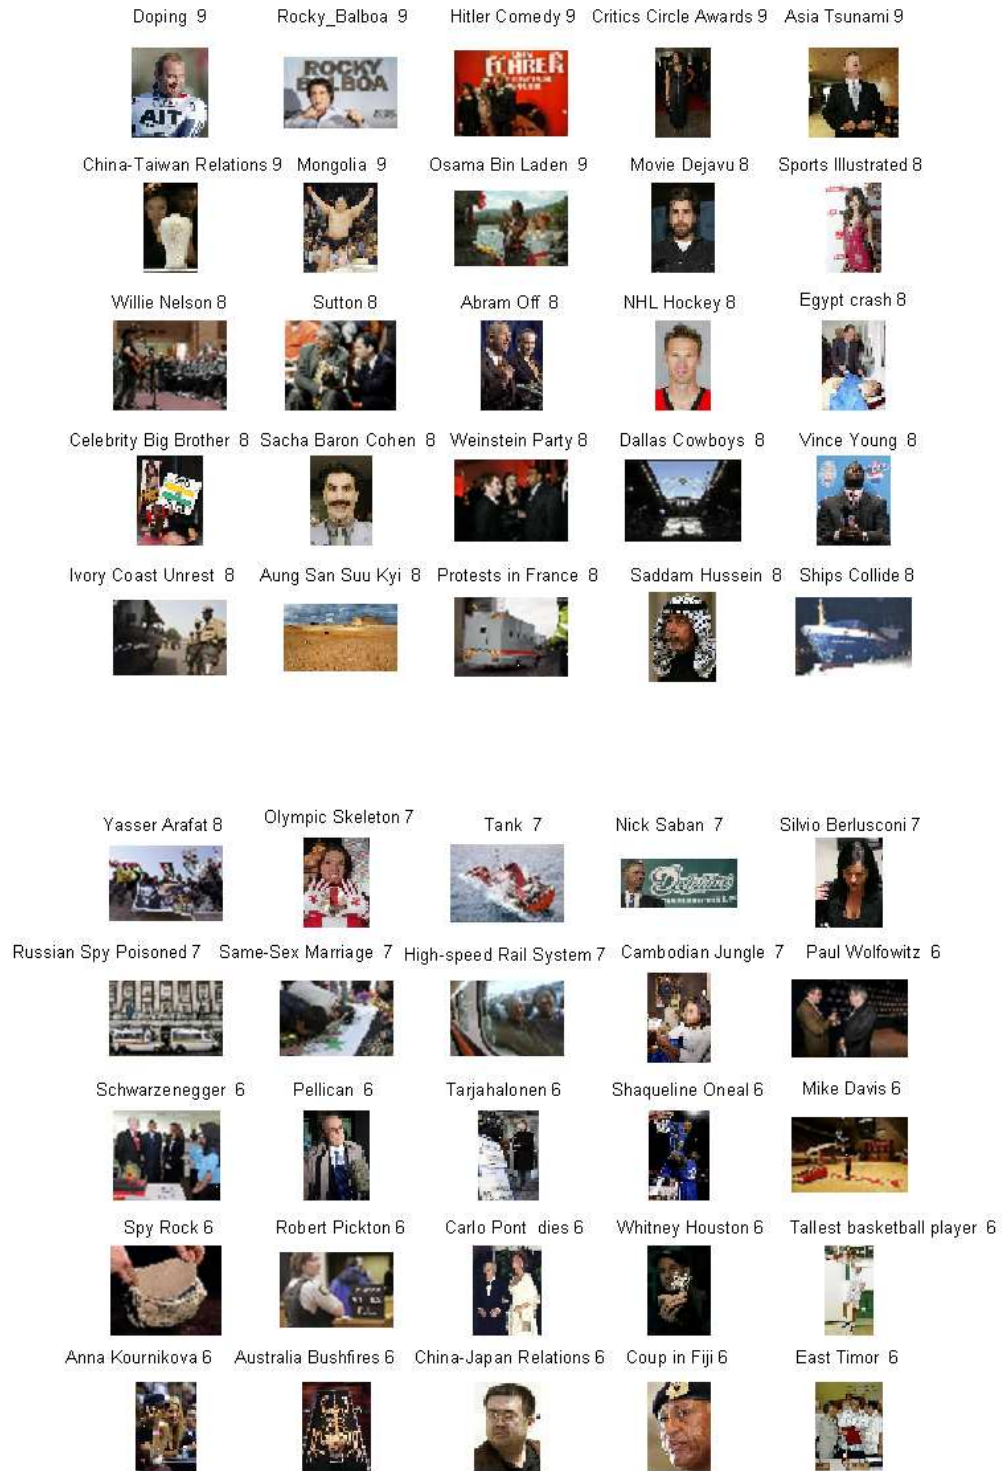 Doping 9 Rocky_Balboa 9 Hitler Comedy 9 Critics Circle Awards 9 Asia Tsunami 9
AIT
ROCKY
BALBOA
China-Taiwan Relations 9 Mongolia 9 Osama Bin Laden 9 Movie Dejavu 8 Sports Illustrated 8
Willie Nelson 8 Sutton 8 Abram Off 8 NHL Hockey 8 Egypt crash 8
Celebrity Big Brother 8 Sacha Baron Cohen 8 Weinstein Party 8 Dallas Cowboys 8 Vince Young 8
Ivory Coast Unrest 8 Aung San Suu Kyi 8 Protests in France 8 Saddam Hussein 8 Ships Collide 8
Yasser Arafat 8 Olympic Skeleton 7 Tank 7 Nick Saban 7 Silvio Berlusconi 7
Dolphins
Russian Spy Poisoned 7 Same-Sex Marriage 7 High-speed Rail System 7 Cambodian Jungle 7 Paul Wolfowitz 6
Schwarzenegger 6 Pellican 6 Tarjahalonen 6 Shaqueline Oneal 6 Mike Davis 6
Spy Rock 6 Robert Pickton 6 Carlo Pont dies 6 Whitney Houston 6 Tallest basketball player 6
Anna Kournikova 6 Australia Bushfires 6 China-Japan Relations 6 Coup in Fiji 6 East Timor 6